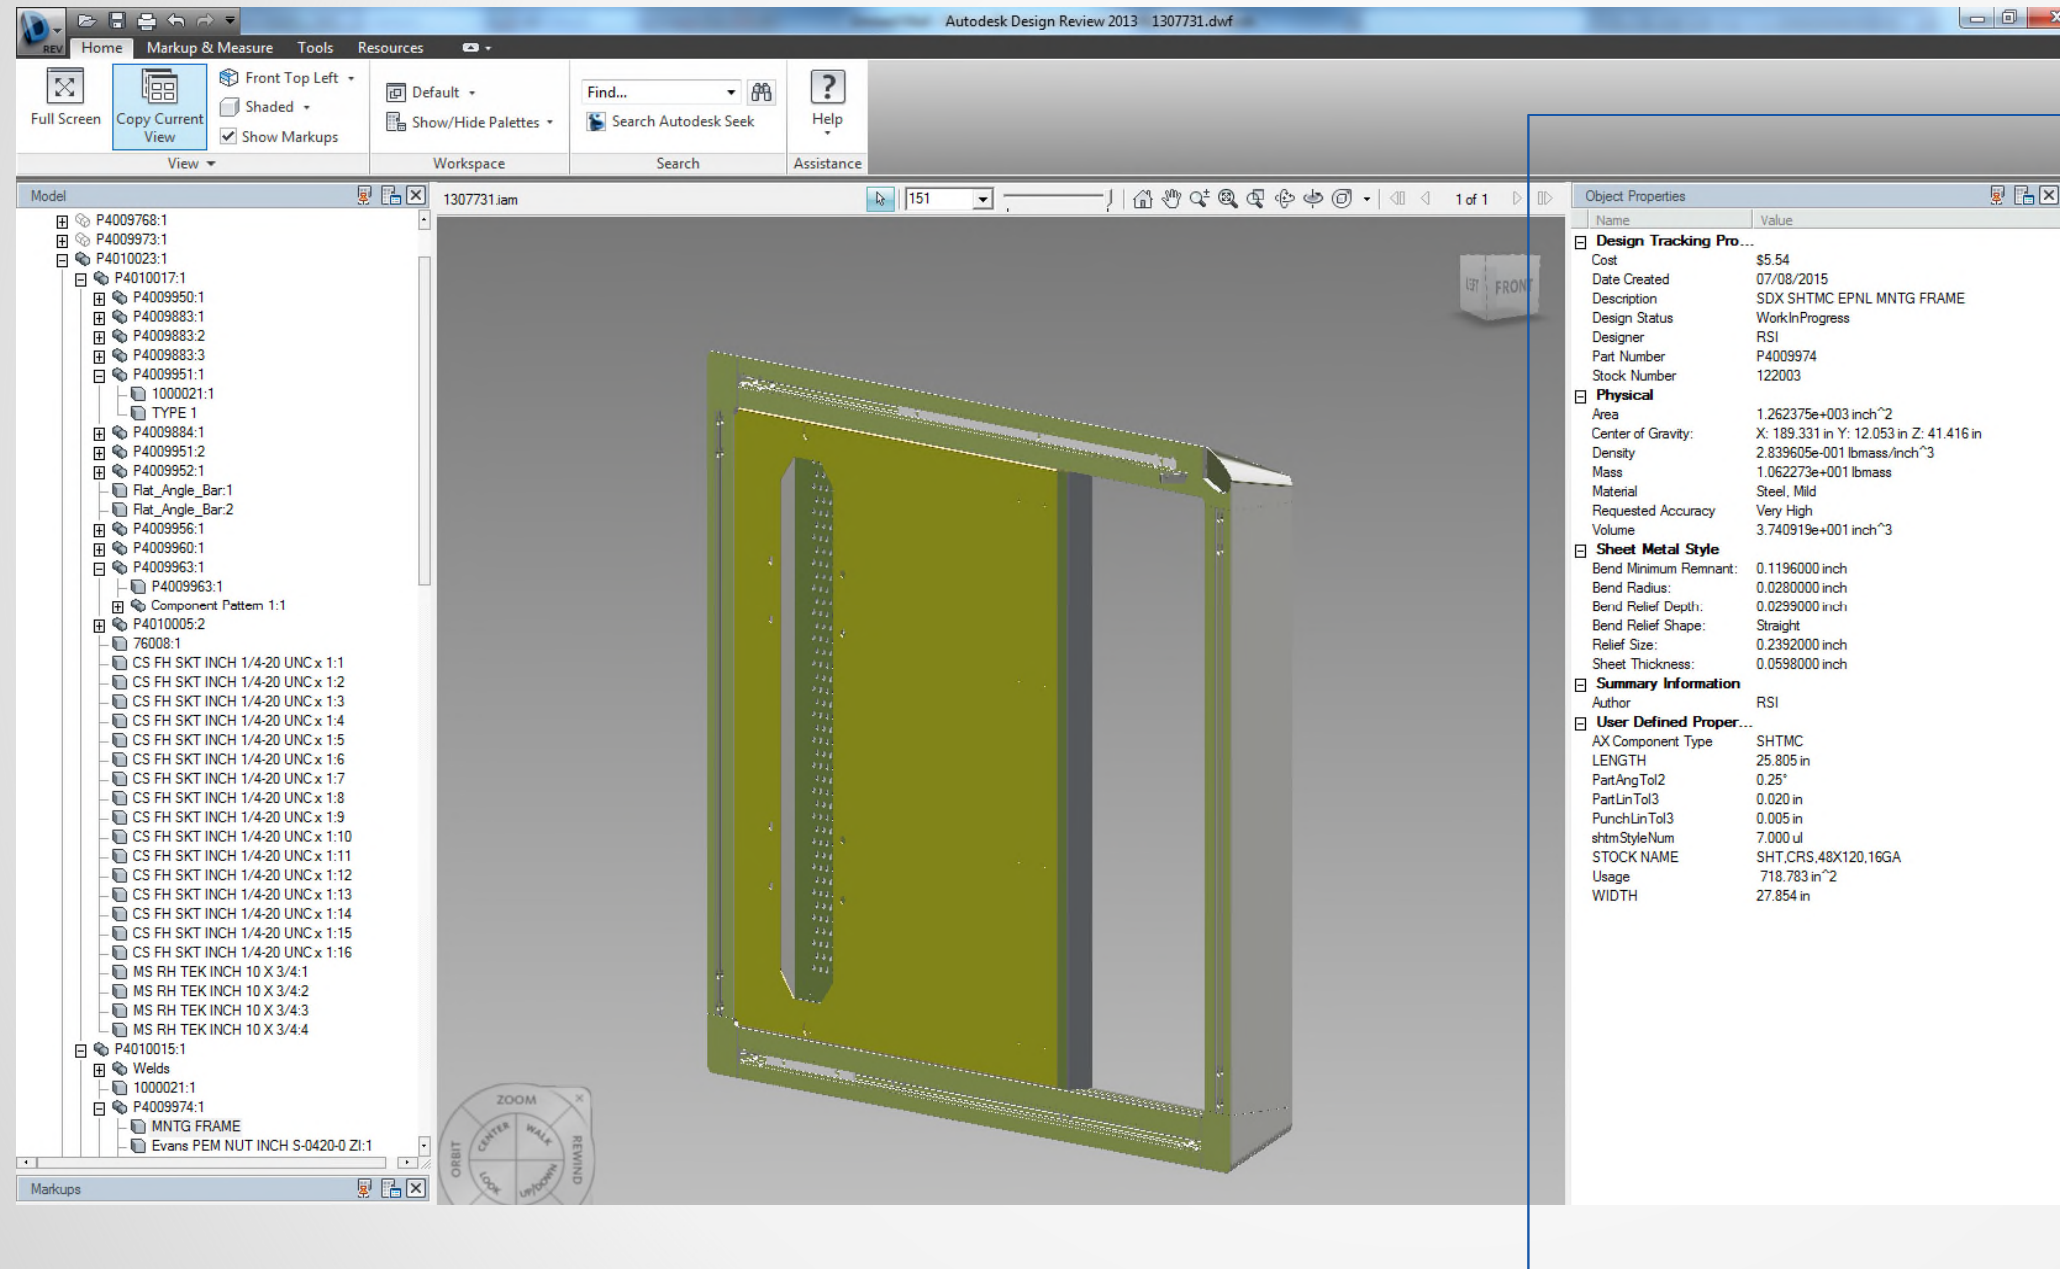 Autodesk Design Review 2013 1307731.dwf
REV
Home Markup & Measure Tools Resources
Full Screen
Copy Current View
Front Top Left
Shaded
Show Markups
View
Default
Show/Hide Palettes
Workspace
Find...
Search Autodesk Seek
Search
Help
Assistance
Model
P4009768:1
P4009973:1
P4010023:1
P4010017:1
P4009950:1
P4009883:1
P4009883:2
P4009883:3
P4009951:1
1000021:1
TYPE 1
P4009884:1
P4009951:2
P4009952:1
Flat_Angle_Bar:1
Flat_Angle_Bar:2
P4009956:1
P4009960:1
P4009963:1
P4009963:1
Component Pattern 1:1
P4010005:2
76008:1
CS FH SKT INCH 1/4-20 UNC x 1:1
CS FH SKT INCH 1/4-20 UNC x 1:2
CS FH SKT INCH 1/4-20 UNC x 1:3
CS FH SKT INCH 1/4-20 UNC x 1:4
CS FH SKT INCH 1/4-20 UNC x 1:5
CS FH SKT INCH 1/4-20 UNC x 1:6
CS FH SKT INCH 1/4-20 UNC x 1:7
CS FH SKT INCH 1/4-20 UNC x 1:8
CS FH SKT INCH 1/4-20 UNC x 1:9
CS FH SKT INCH 1/4-20 UNC x 1:10
CS FH SKT INCH 1/4-20 UNC x 1:11
CS FH SKT INCH 1/4-20 UNC x 1:12
CS FH SKT INCH 1/4-20 UNC x 1:13
CS FH SKT INCH 1/4-20 UNC x 1:14
CS FH SKT INCH 1/4-20 UNC x 1:15
CS FH SKT INCH 1/4-20 UNC x 1:16
MS RH TEK INCH 10 X 3/4:1
MS RH TEK INCH 10 X 3/4:2
MS RH TEK INCH 10 X 3/4:3
MS RH TEK INCH 10 X 3/4:4
P4010015:1
Welds
1000021:1
P4009974:1
MNTG FRAME
Evans PEM NUT INCH S-0420-0 ZI:1
Markups
1307731.iam
151
1 of 1
LEFT FRONT
ZOOM
CENTER WALK
ORBIT REWIND
LOOK UP/DOWN
Object Properties
Name Value
Design Tracking Pro...
Cost $5.54
Date Created 07/08/2015
Description SDX SHTMC EPNL MNTG FRAME
Design Status WorkInProgress
Designer RSI
Part Number P4009974
Stock Number 122003
Physical
Area 1.262375e+003 inch^2
Center of Gravity: X: 189.331 in Y: 12.053 in Z: 41.416 in
Density 2.839605e-001 lbmass/inch^3
Mass 1.062273e+001 lbmass
Material Steel, Mild
Requested Accuracy Very High
Volume 3.740919e+001 inch^3
Sheet Metal Style
Bend Minimum Remnant: 0.1196000 inch
Bend Radius: 0.0280000 inch
Bend Relief Depth: 0.0299000 inch
Bend Relief Shape: Straight
Relief Size: 0.2392000 inch
Sheet Thickness: 0.0598000 inch
Summary Information
Author RSI
User Defined Proper...
AX Component Type SHTMC
LENGTH 25.805 in
PartAngTol2 0.25°
PartLinTol3 0.020 in
PunchLinTol3 0.005 in
shtmStyleNum 7.000 ul
STOCK NAME SHT,CRS,48X120,16GA
Usage 718.783 in^2
WIDTH 27.854 in